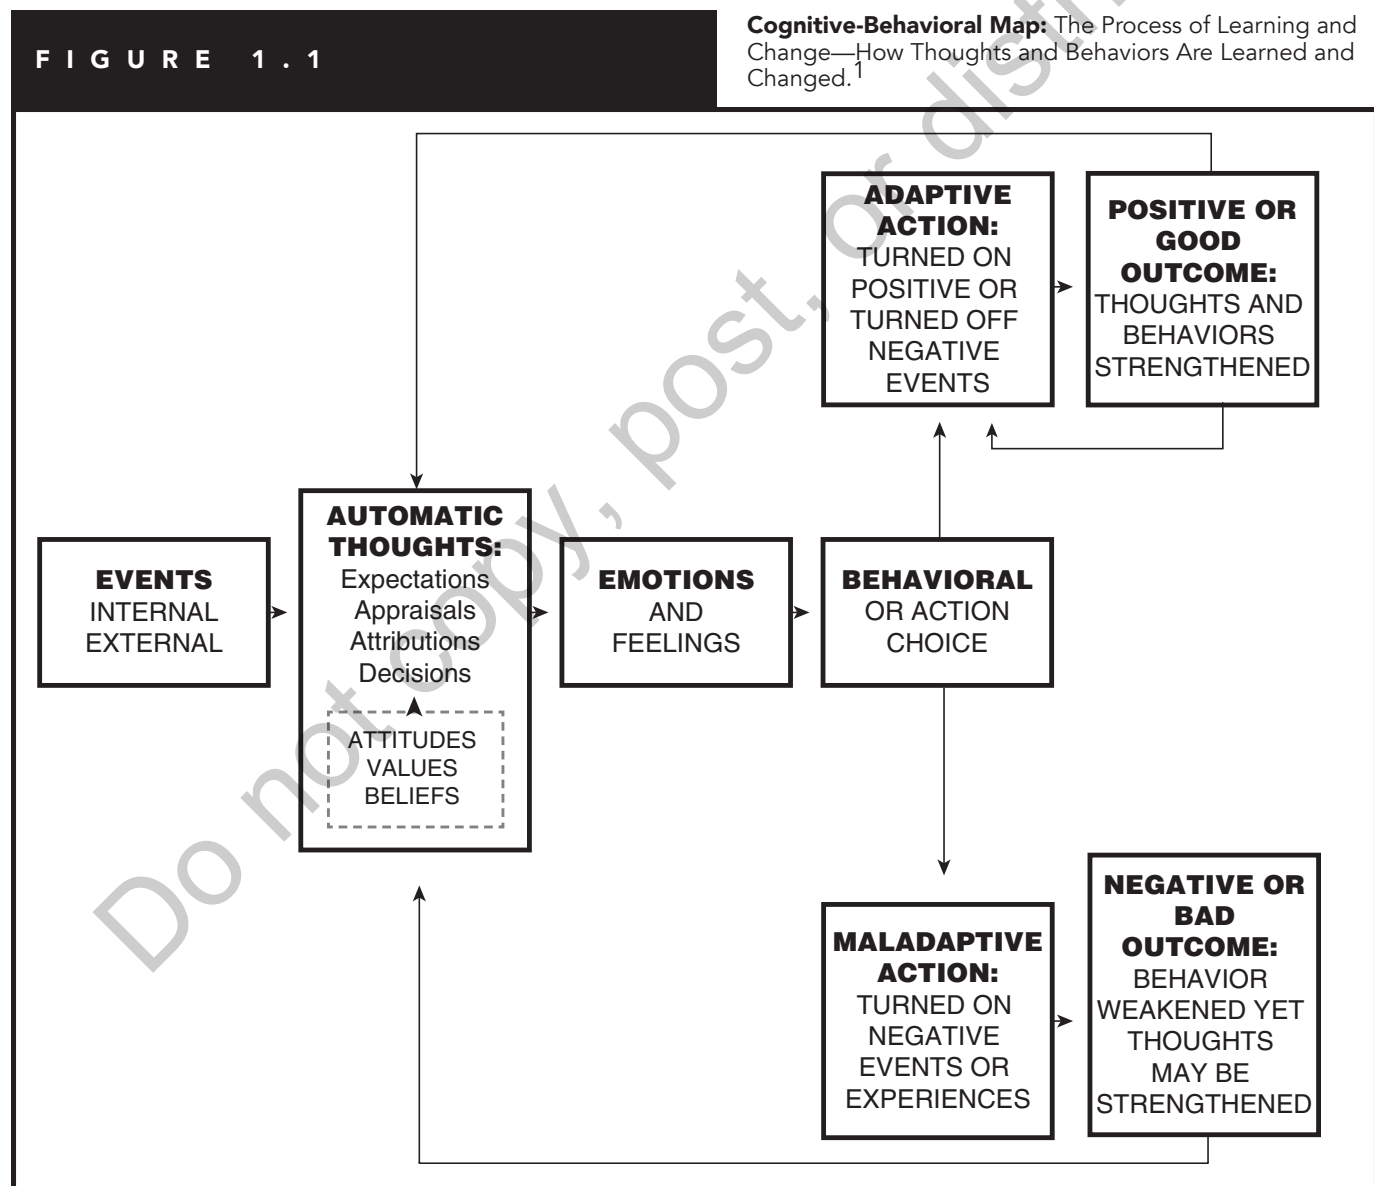 FIGURE 1.1
Cognitive-Behavioral Map: The Process of Learning and
Change—How Thoughts and Behaviors Are Learned and
Changed.1
ADAPTIVE
ACTION:
TURNED ON
POSITIVE OR
TURNED OFF
NEGATIVE
EVENTS
POSITIVE OR
GOOD
OUTCOME:
THOUGHTS AND
BEHAVIORS
STRENGTHENED
EVENTS
INTERNAL
EXTERNAL
AUTOMATIC
THOUGHTS:
Expectations
Appraisals
Attributions
Decisions
ATTITUDES
VALUES
BELIEFS
EMOTIONS
AND
FEELINGS
BEHAVIORAL
OR ACTION
CHOICE
MALADAPTIVE
ACTION:
TURNED ON
NEGATIVE
EVENTS OR
EXPERIENCES
NEGATIVE OR
BAD
OUTCOME:
BEHAVIOR
WEAKENED YET
THOUGHTS
MAY BE
STRENGTHENED
Do not copy, post, or